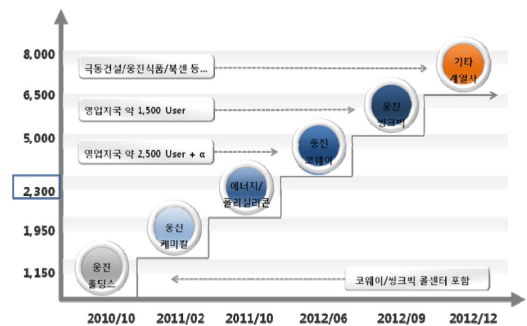 8,000
극동건설/웅진식품/북센 등...
기타
계열사
6,500
영업지국 약 1,500 User
웅진
씽크빅
5,000
영업지국 약 2,500 User + α
웅진
코웨이
2,300
에너지/
폴리실리콘
1,950
웅진
케미칼
1,150
웅진
홀딩스
코웨이/씽크빅 콜센터 포함
2010/10 2011/02 2011/10 2012/06 2012/09 2012/12